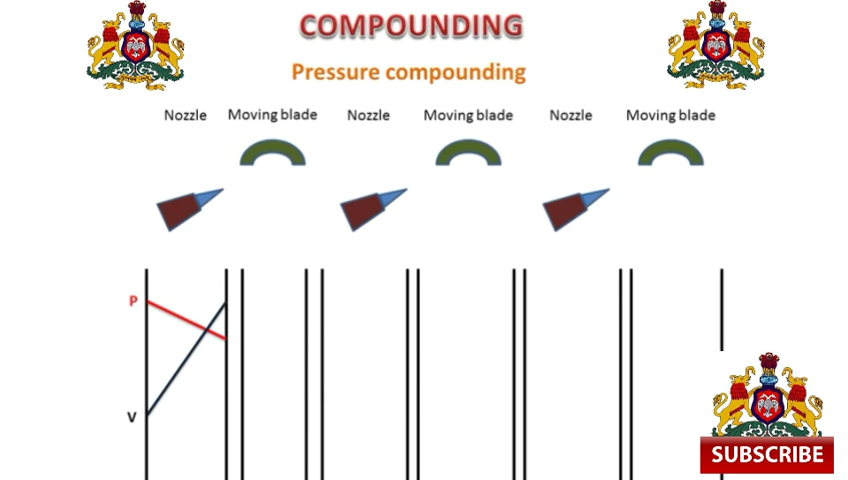 COMPOUNDING
Pressure compounding
Nozzle Moving blade Nozzle Moving blade Nozzle Moving blade
P
V
SUBSCRIBE